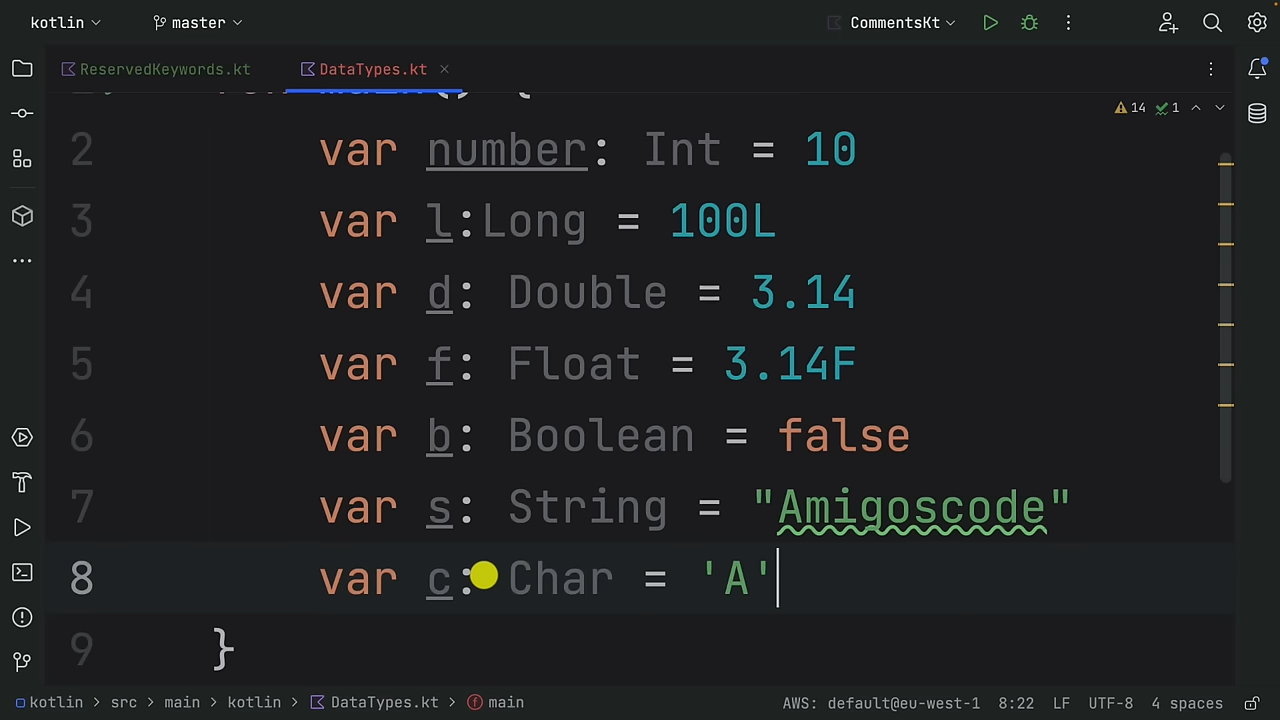 kotlin master CommentsKt
ReservedKeywords.kt DataTypes.kt
14 1
2 var number: Int = 10
3 var l:Long = 100L
4 var d: Double = 3.14
5 var f: Float = 3.14F
6 var b: Boolean = false
7 var s: String = "Amigoscode"
8 var c: Char = 'A'
9 }
kotlin > src > main > kotlin > DataTypes.kt > f main AWS: default@eu-west-1 8:22 LF UTF-8 4 spaces